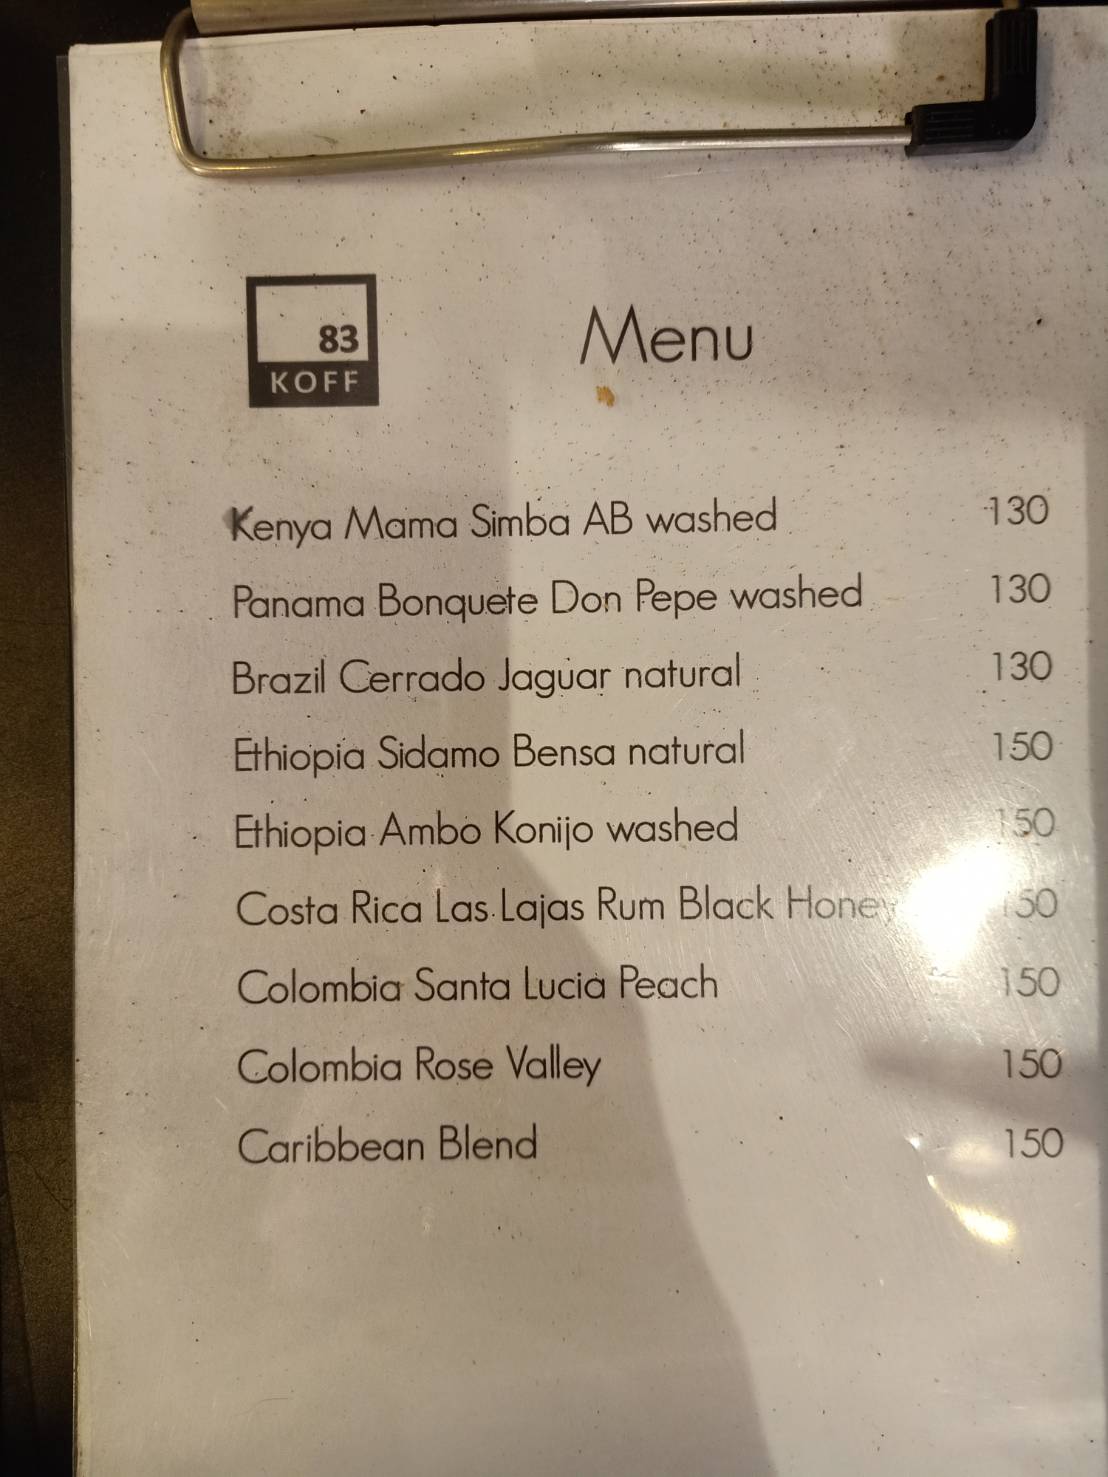 83
KOFF
Menu
Kenya Mama Simba AB washed 130
Panama Bonquete Don Pepe washed 130
Brazil Cerrado Jaguar natural 130
Ethiopia Sidamo Bensa natural 150
Ethiopia Ambo Konijo washed 150
Costa Rica Las Lajas Rum Black Honey 150
Colombia Santa Lucia Peach 150
Colombia Rose Valley 150
Caribbean Blend 150